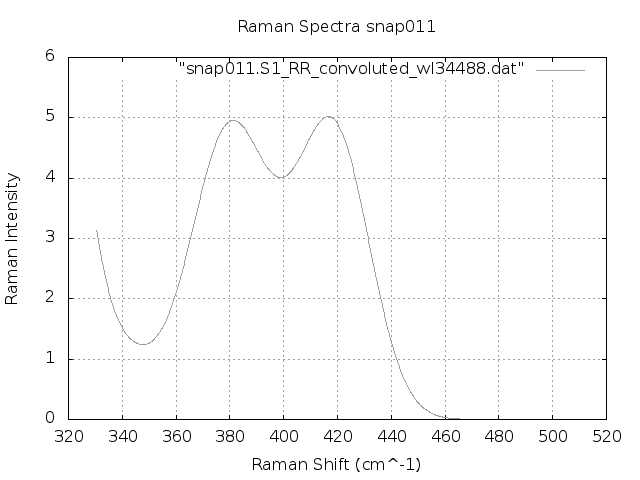 Raman Spectra snap011
"snap011.S1_RR_convoluted_wl34488.dat"
6
5
4
3
2
1
0
Raman Intensity
320 340 360 380 400 420 440 460 480 500 520
Raman Shift (cm^-1)